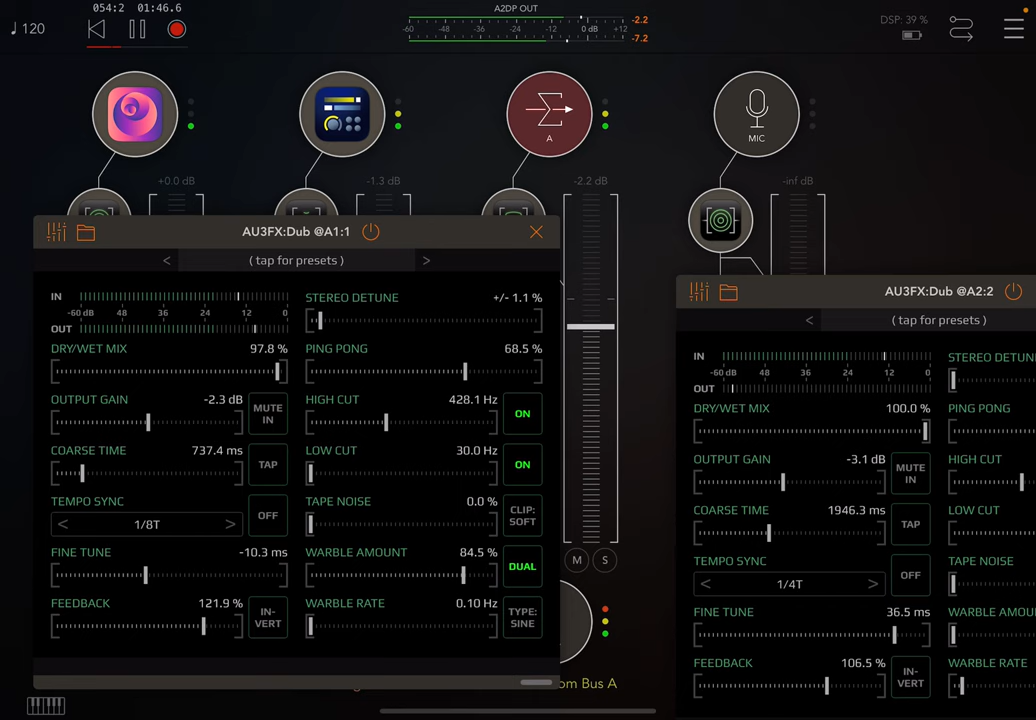 054:2 01:46.6
♩ 120
A2DP OUT
-60 -48 -36 -24 -12 0 dB +12
-2.2
-7.2
DSP: 39 %
A
MIC
+0.0 dB
-1.3 dB
-2.2 dB
-inf dB
AU3FX:Dub @A1:1
< ( tap for presets ) >
IN
-60 dB 48 36 24 12 0
OUT
DRY/WET MIX 97.8 %
OUTPUT GAIN -2.3 dB
MUTE
IN
COARSE TIME 737.4 ms
TAP
TEMPO SYNC
< 1/8T >
OFF
FINE TUNE -10.3 ms
FEEDBACK 121.9 %
IN-
VERT
STEREO DETUNE +/- 1.1 %
PING PONG 68.5 %
HIGH CUT 428.1 Hz
ON
LOW CUT 30.0 Hz
ON
TAPE NOISE 0.0 %
CLIP:
SOFT
WARBLE AMOUNT 84.5 %
DUAL
WARBLE RATE 0.10 Hz
TYPE:
SINE
M S
om Bus A
AU3FX:Dub @A2:2
< ( tap for presets )
IN
-60 dB 48 36 24 12 0
OUT
DRY/WET MIX 100.0 %
OUTPUT GAIN -3.1 dB
MUTE
IN
COARSE TIME 1946.3 ms
TAP
TEMPO SYNC
< 1/4T >
OFF
FINE TUNE 36.5 ms
FEEDBACK 106.5 %
IN-
VERT
STEREO DETUN
PING PONG
HIGH CUT
LOW CUT
TAPE NOISE
WARBLE AMOU
WARBLE RATE